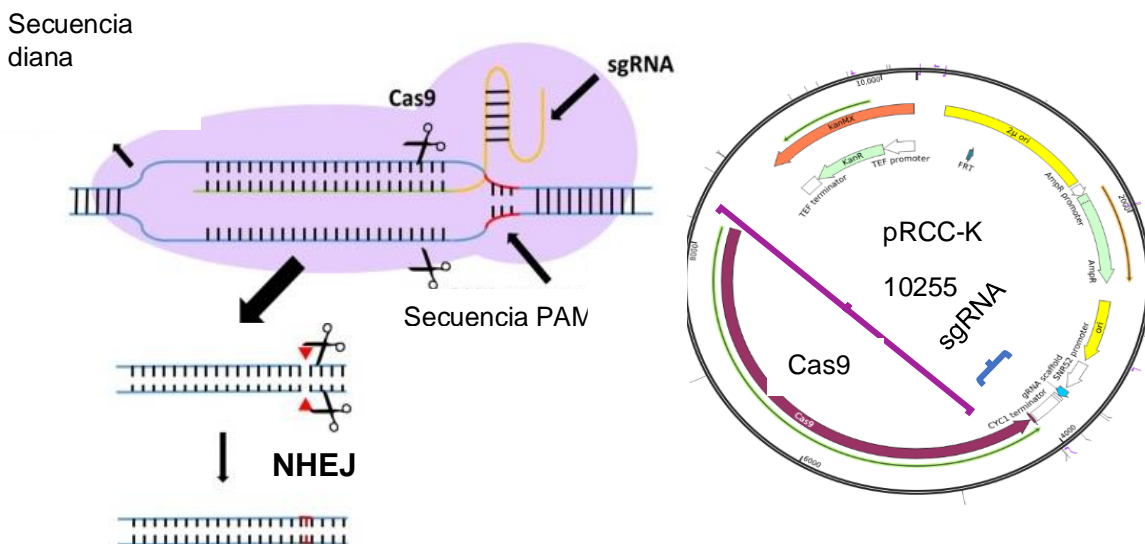 Secuencia
diana
sgRNA
Cas9
Secuencia PAM
NHEJ
10,000
kanMX
KanR
TEF promoter
TEF terminator
FRT
2μ ori
AmpR promoter
2000
AmpR
pRCC-K
10255
sgRNA
ori
SNR52 promoter
gRNA scaffold
CYC1 terminator
4000
Cas9
Cas9
6000
8000